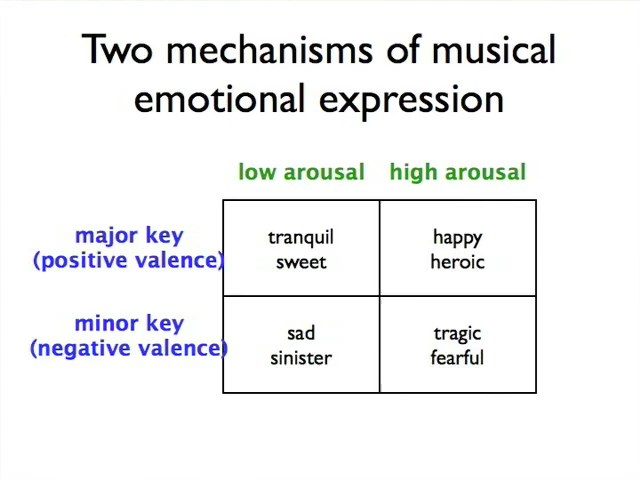 Two mechanisms of musical
emotional expression
low arousal high arousal
major key
(positive valence)
tranquil
sweet
happy
heroic
minor key
(negative valence)
sad
sinister
tragic
fearful